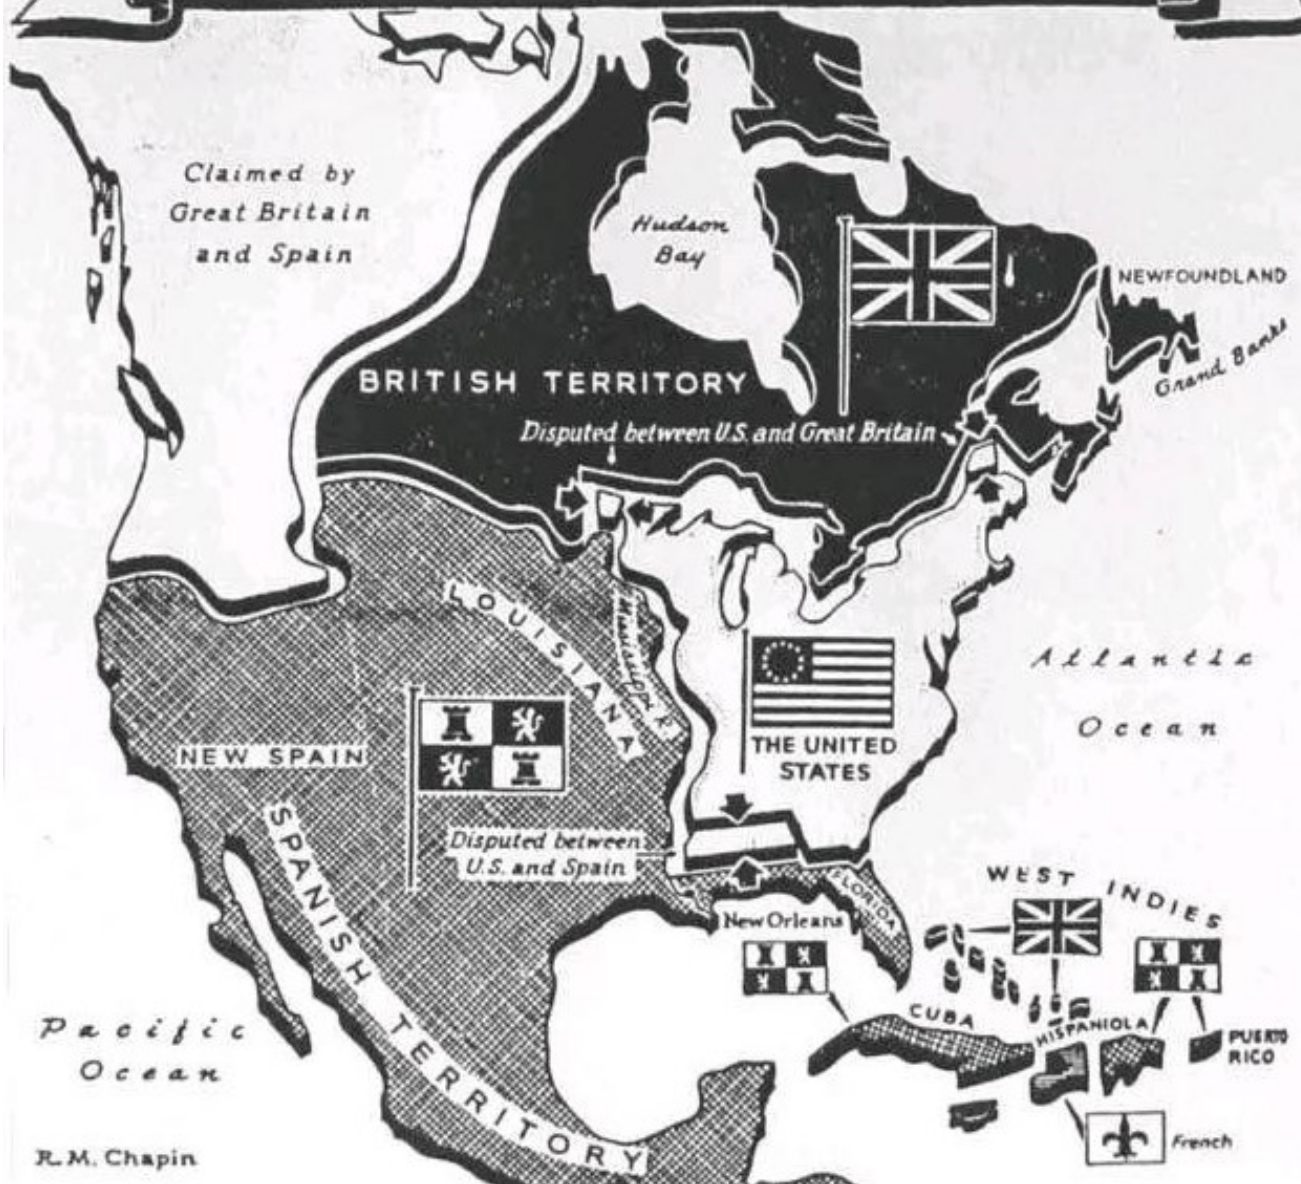 Claimed by
Great Britain
and Spain
Hudson
Bay
NEWFOUNDLAND
Grand Banks
BRITISH TERRITORY
Disputed between U.S. and Great Britain
LOUISIANA
Mississippi R.
Atlantic
Ocean
THE UNITED
STATES
NEW SPAIN
SPANISH TERRITORY
Disputed between
U.S. and Spain
FLORIDA
New Orleans
WEST INDIES
CUBA
HISPANIOLA
PUERTO
RICO
Pacific
Ocean
French
R.M. Chapin